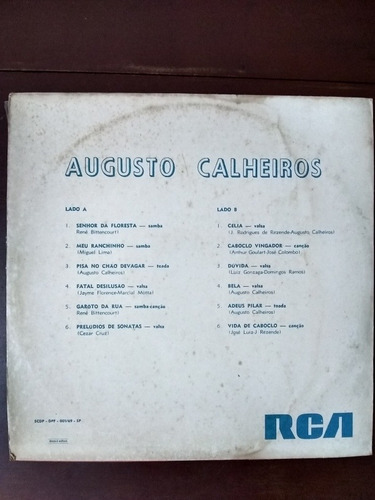 AUGUSTO CALHEIROS
LADO A
1. SENHOR DA FLORESTA — samba
René Bittencourt)
2. MEU RANCHINHO — samba
(Miguel Lima)
3. PISA NO CHÃO DEVAGAR — toada
(Augusto Calheiros)
4. FATAL DESILUSÃO — valsa
(Jayme Florence-Marcial Motta)
5. GAROTO DA RUA — samba-canção
René Bittencourt)
6. PRELÚDIOS DE SONATAS — valsa
(Cezar Cruz)
LADO B
1. CELIA — valsa
(J. Rodrigues de Rezende-Augusto Calheiros)
2. CABOCLO VINGADOR — canção
(Arthur Goulart-José Colombo)
3. DUVIDA — valsa
(Luiz Gonzaga-Domingos Ramos)
4. BELA — valsa
(Augusto Calheiros)
5. ADEUS PILAR — toada
(Augusto Calheiros)
6. VIDA DE CABOCLO — canção
(José Luiz-J Rezende)
RCA